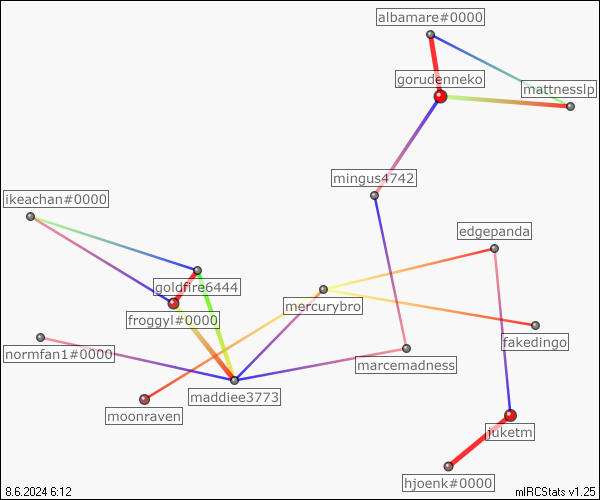 albamare#0000
gorudenneko
mattnesslp
mingus4742
ikeachan#0000
edgepanda
goldfire6444
mercurybro
froggyl#0000
fakedingo
normfan1#0000
marcemadness
maddiee3773
moonraven
juketm
hjoenk#0000
8.6.2024 6:12
mIRCStats v1.25